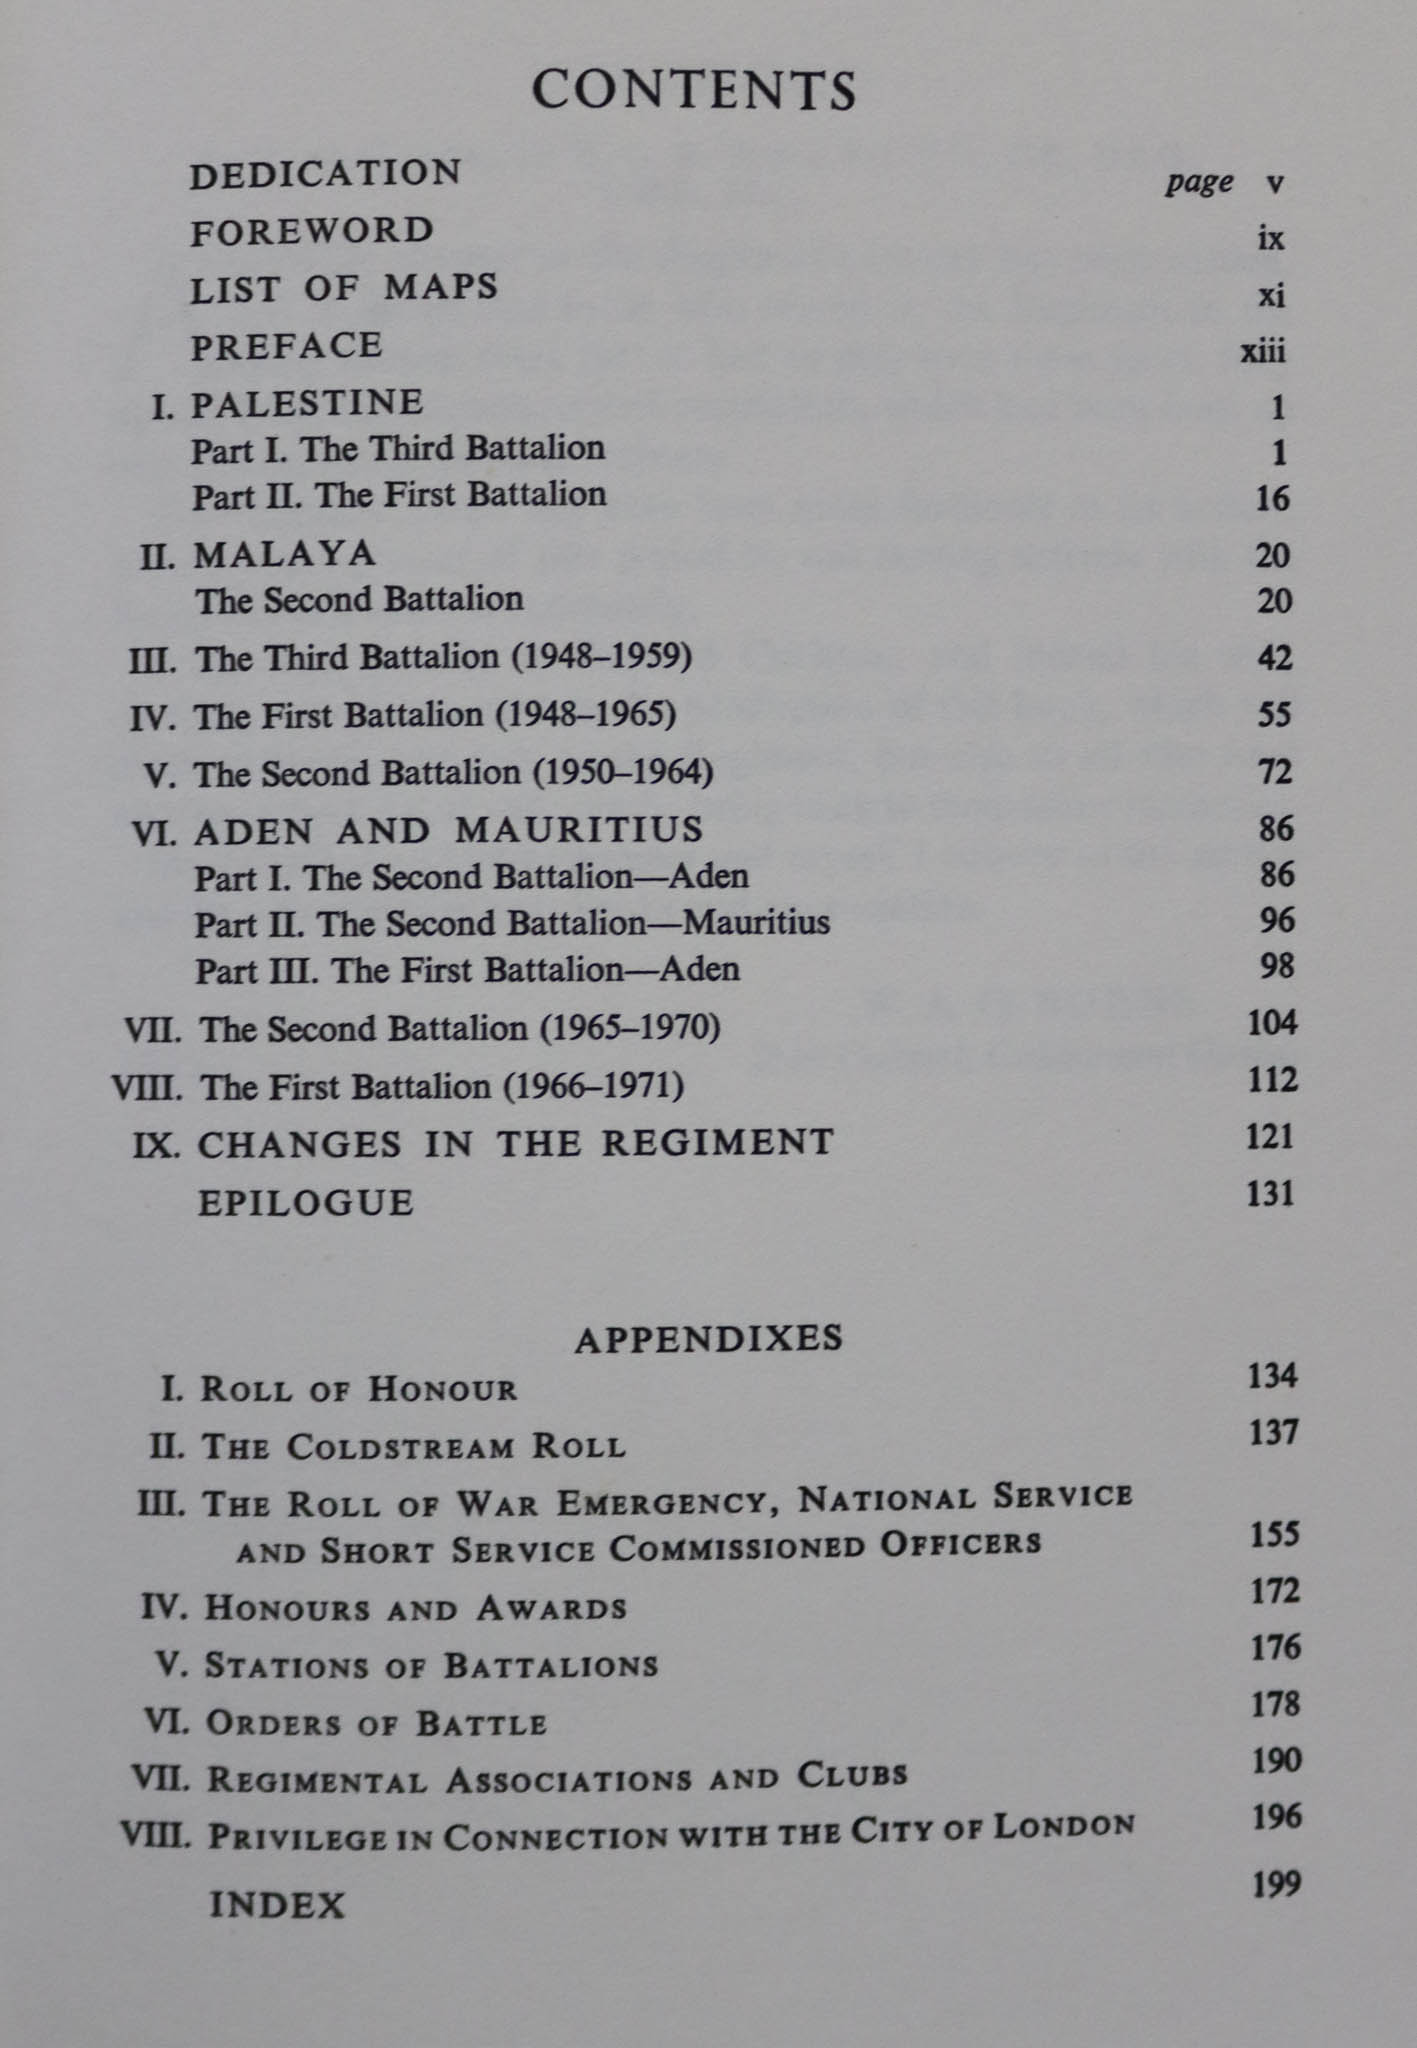 CONTENTS
DEDICATION page v
FOREWORD ix
LIST OF MAPS xi
PREFACE xiii
I. PALESTINE 1
Part I. The Third Battalion 1
Part II. The First Battalion 16
II. MALAYA 20
The Second Battalion 20
III. The Third Battalion (1948–1959) 42
IV. The First Battalion (1948–1965) 55
V. The Second Battalion (1950–1964) 72
VI. ADEN AND MAURITIUS 86
Part I. The Second Battalion—Aden 86
Part II. The Second Battalion—Mauritius 96
Part III. The First Battalion—Aden 98
VII. The Second Battalion (1965–1970) 104
VIII. The First Battalion (1966–1971) 112
IX. CHANGES IN THE REGIMENT 121
EPILOGUE 131
APPENDIXES
I. ROLL OF HONOUR 134
II. THE COLDSTREAM ROLL 137
III. THE ROLL OF WAR EMERGENCY, NATIONAL SERVICE
AND SHORT SERVICE COMMISSIONED OFFICERS 155
IV. HONOURS AND AWARDS 172
V. STATIONS OF BATTALIONS 176
VI. ORDERS OF BATTLE 178
VII. REGIMENTAL ASSOCIATIONS AND CLUBS 190
VIII. PRIVILEGE IN CONNECTION WITH THE CITY OF LONDON 196
INDEX 199